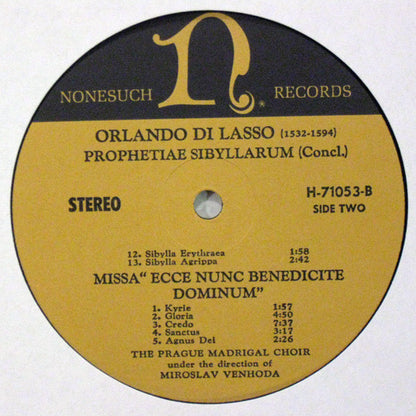 n®
NONESUCH RECORDS
ORLANDO DI LASSO (1532-1594)
PROPHETIAE SIBYLLARUM (Concl.)
STEREO
H-71053-B
SIDE TWO
12. Sibylla Erythraea 1:58
13. Sibylla Agrippa 2:42
MISSA“ ECCE NUNC BENEDICITE
DOMINUM”
1. Kyrie 1:57
2. Gloria 4:50
3. Credo 7:37
4. Sanctus 3:17
5. Agnus Dei 2:26
THE PRAGUE MADRIGAL CHOIR
under the direction of
MIROSLAV VENHODA